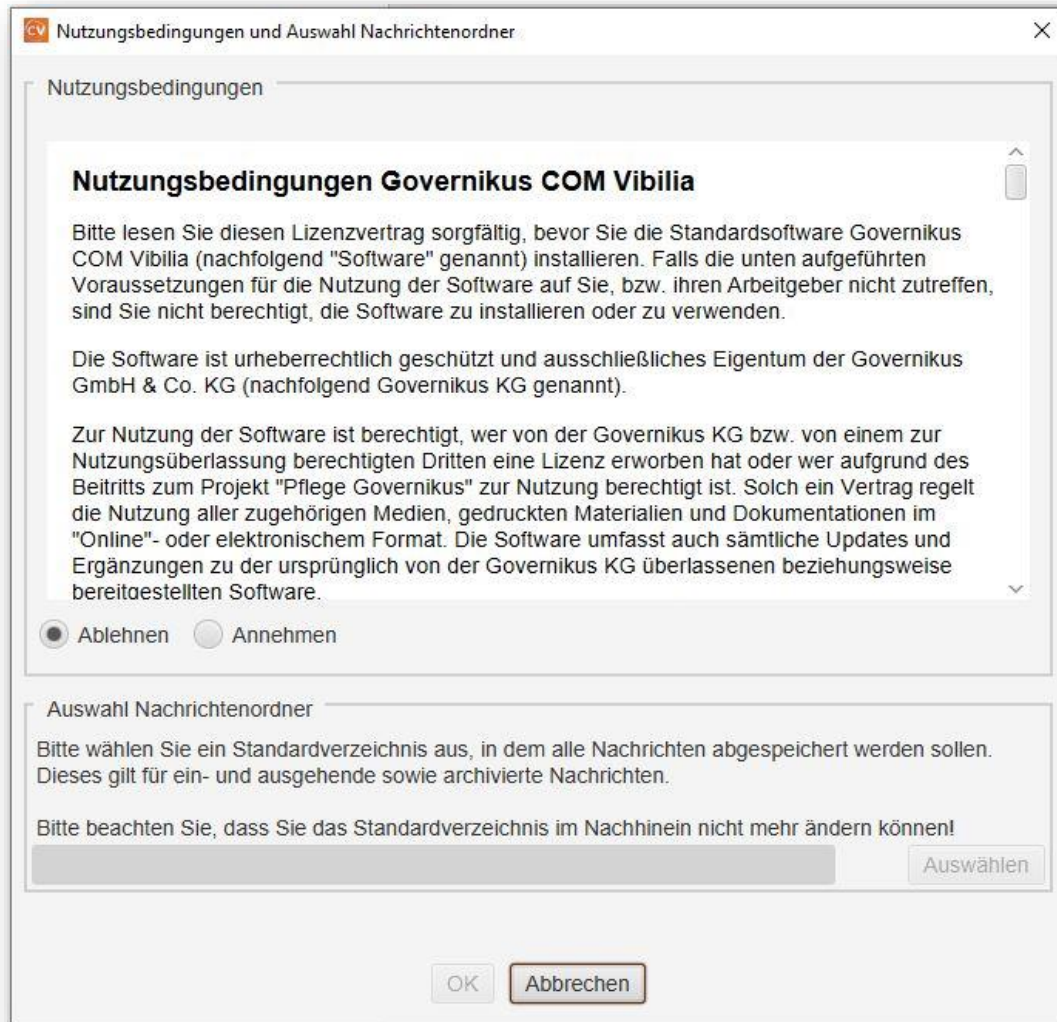 CV Nutzungsbedingungen und Auswahl Nachrichtenordner
Nutzungsbedingungen
Nutzungsbedingungen Governikus COM Vibilia
Bitte lesen Sie diesen Lizenzvertrag sorgfältig, bevor Sie die Standardsoftware Governikus
COM Vibilia (nachfolgend "Software" genannt) installieren. Falls die unten aufgeführten
Voraussetzungen für die Nutzung der Software auf Sie, bzw. ihren Arbeitgeber nicht zutreffen,
sind Sie nicht berechtigt, die Software zu installieren oder zu verwenden.
Die Software ist urheberrechtlich geschützt und ausschließliches Eigentum der Governikus
GmbH & Co. KG (nachfolgend Governikus KG genannt).
Zur Nutzung der Software ist berechtigt, wer von der Governikus KG bzw. von einem zur
Nutzungsüberlassung berechtigten Dritten eine Lizenz erworben hat oder wer aufgrund des
Beitritts zum Projekt "Pflege Governikus" zur Nutzung berechtigt ist. Solch ein Vertrag regelt
die Nutzung aller zugehörigen Medien, gedruckten Materialien und Dokumentationen im
"Online"- oder elektronischem Format. Die Software umfasst auch sämtliche Updates und
Ergänzungen zu der ursprünglich von der Governikus KG überlassenen beziehungsweise
bereitgestellten Software.
Ablehnen Annehmen
Auswahl Nachrichtenordner
Bitte wählen Sie ein Standardverzeichnis aus, in dem alle Nachrichten abgespeichert werden sollen.
Dieses gilt für ein- und ausgehende sowie archivierte Nachrichten.
Bitte beachten Sie, dass Sie das Standardverzeichnis im Nachhinein nicht mehr ändern können!
Auswählen
OK Abbrechen